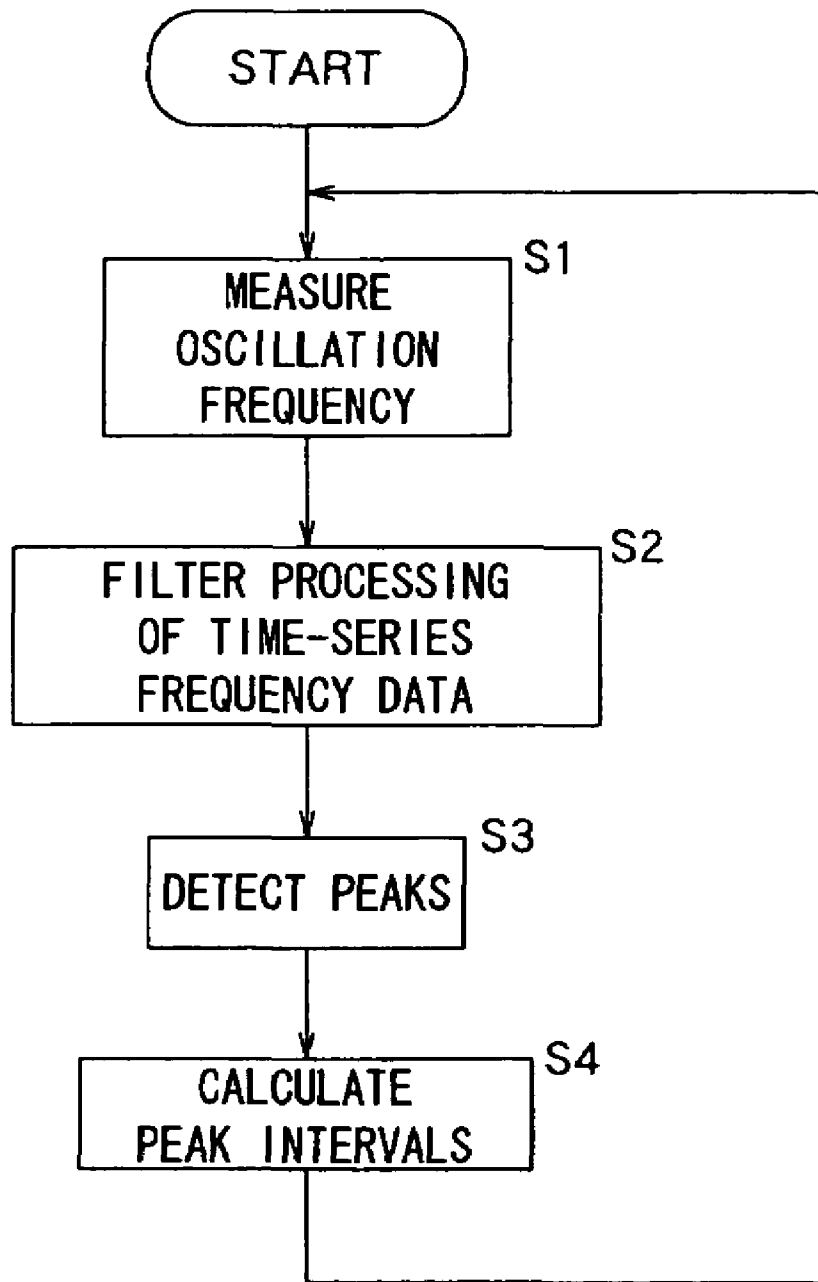 START
S1
MEASURE
OSCILLATION
FREQUENCY
S2
FILTER PROCESSING
OF TIME-SERIES
FREQUENCY DATA
S3
DETECT PEAKS
S4
CALCULATE
PEAK INTERVALS